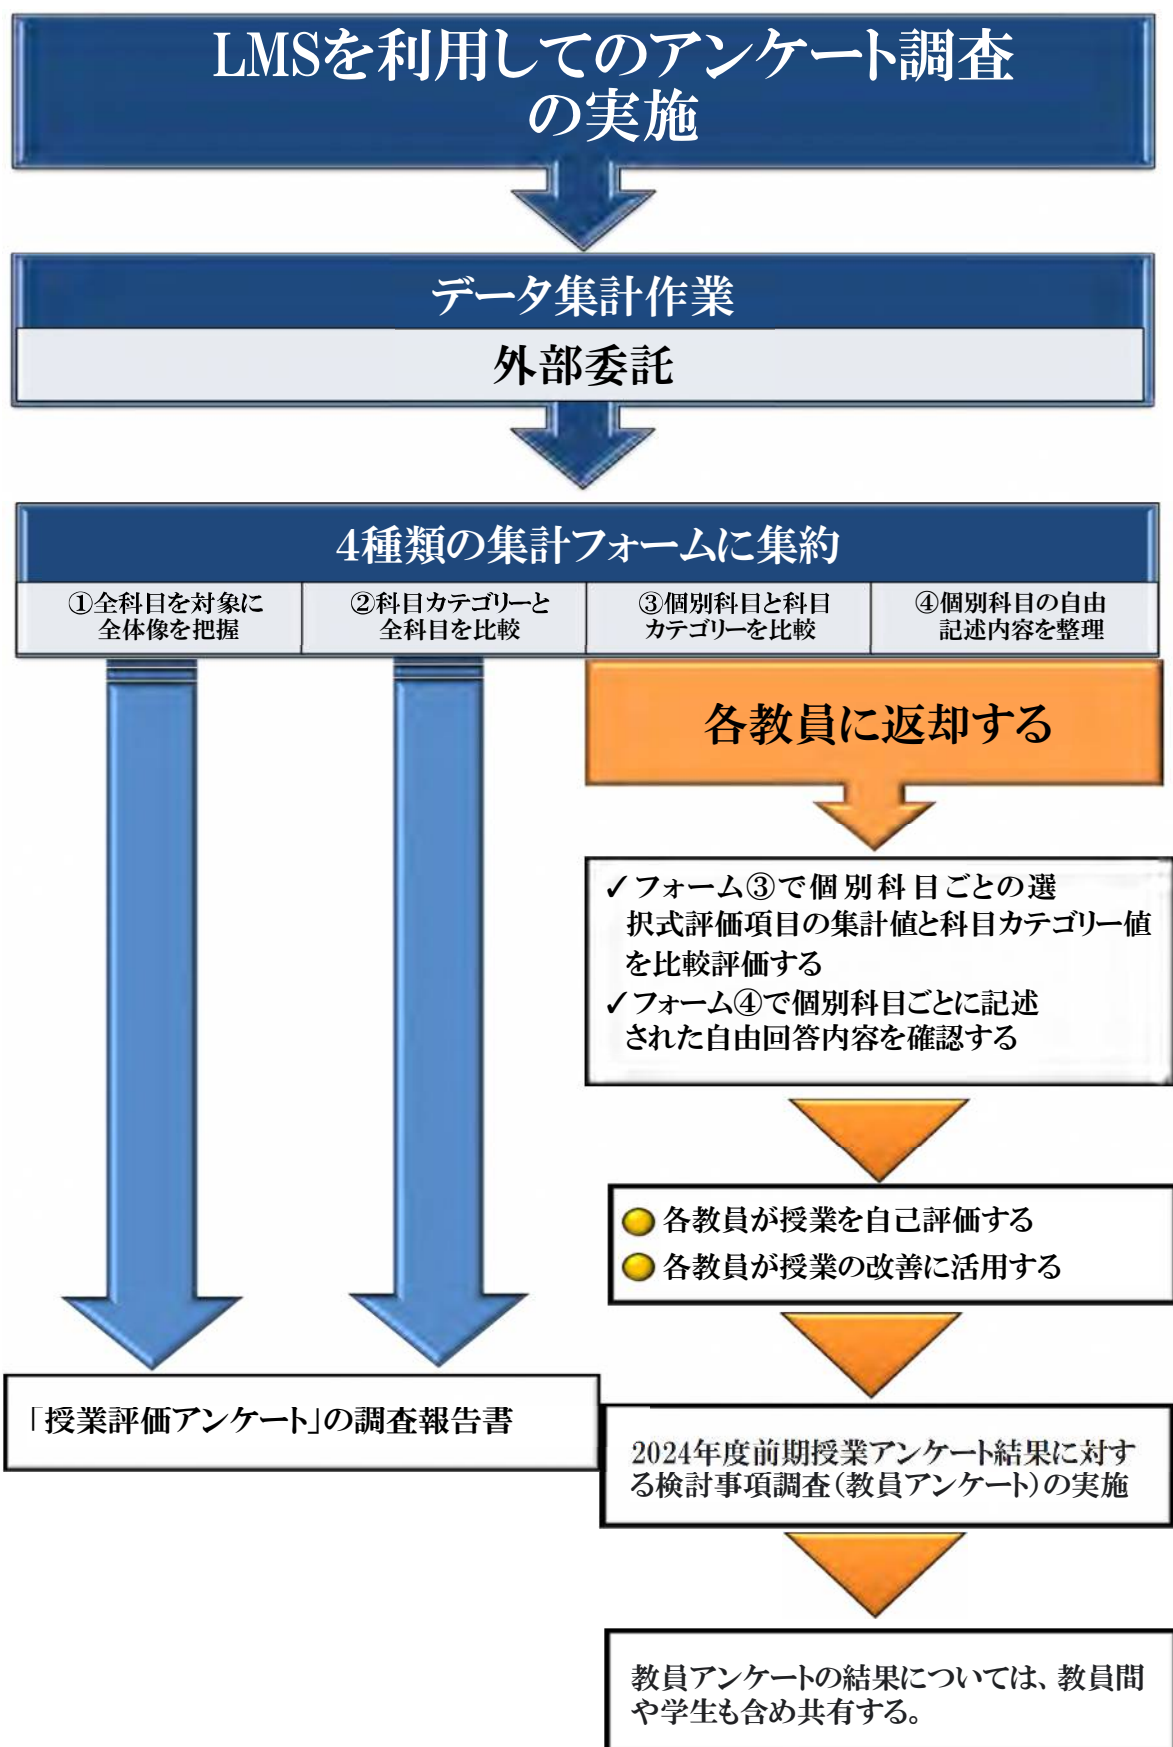 LMSを利用してのアンケート調査
の実施
データ集計作業
外部委託
4種類の集計フォームに集約
①全科目を対象に
全体像を把握
②科目カテゴリーと
全科目を比較
③個別科目と科目
カテゴリーを比較
④個別科目の自由
記述内容を整理
各教員に返却する
✓フォーム③で個別科目ごとの選
択式評価項目の集計値と科目カテゴリー値
を比較評価する
✓フォーム④で個別科目ごとに記述
された自由回答内容を確認する
各教員が授業を自己評価する
各教員が授業の改善に活用する
「授業評価アンケート」の調査報告書
2024年度前期授業アンケート結果に対す
る検討事項調査(教員アンケート)の実施
教員アンケートの結果については、教員間
や学生も含め共有する。